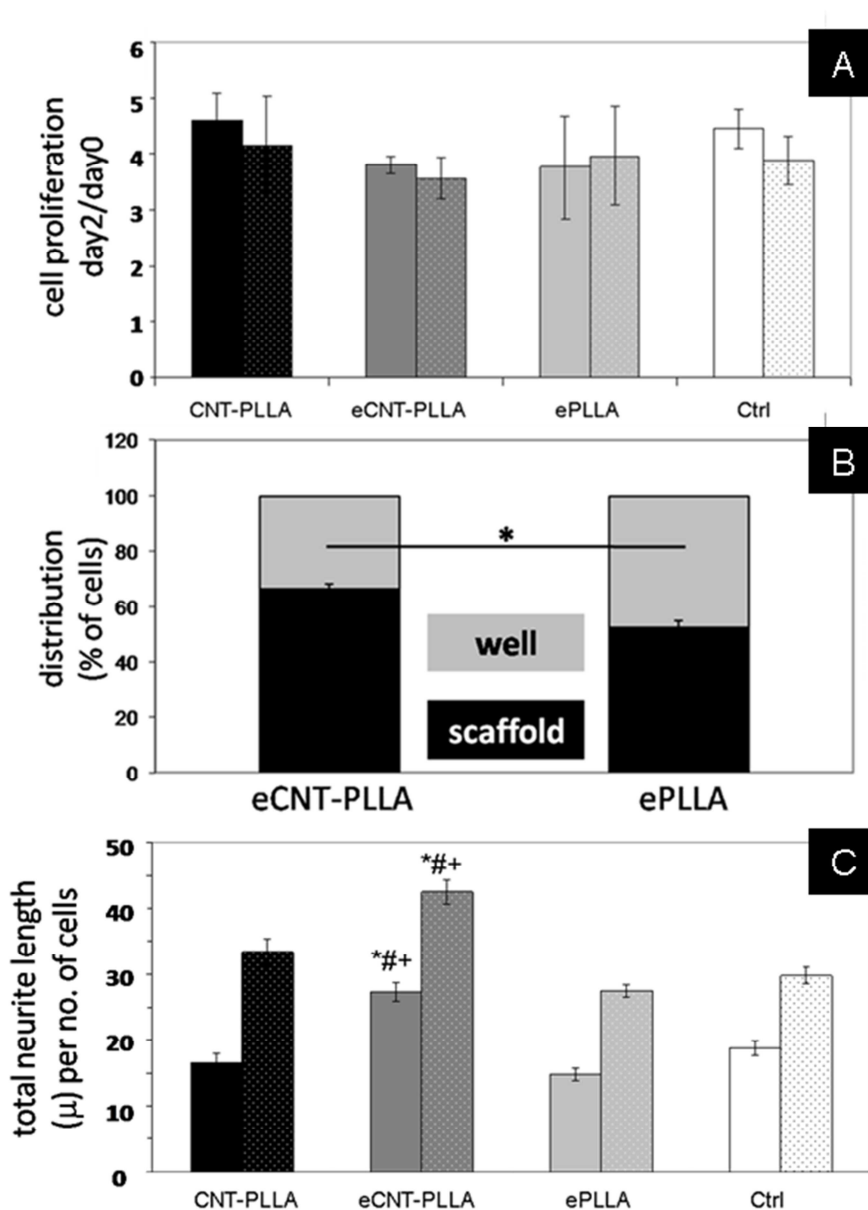 A
cell proliferation
day2/day0
6
5
4
3
2
1
0
CNT-PLLA eCNT-PLLA ePLLA Ctrl
B
distribution
(% of cells)
120
100
80
60
40
20
0
*
well
scaffold
eCNT-PLLA ePLLA
C
total neurite length
(μ) per no. of cells
50
40
30
20
10
0
*#+
*#+
CNT-PLLA eCNT-PLLA ePLLA Ctrl